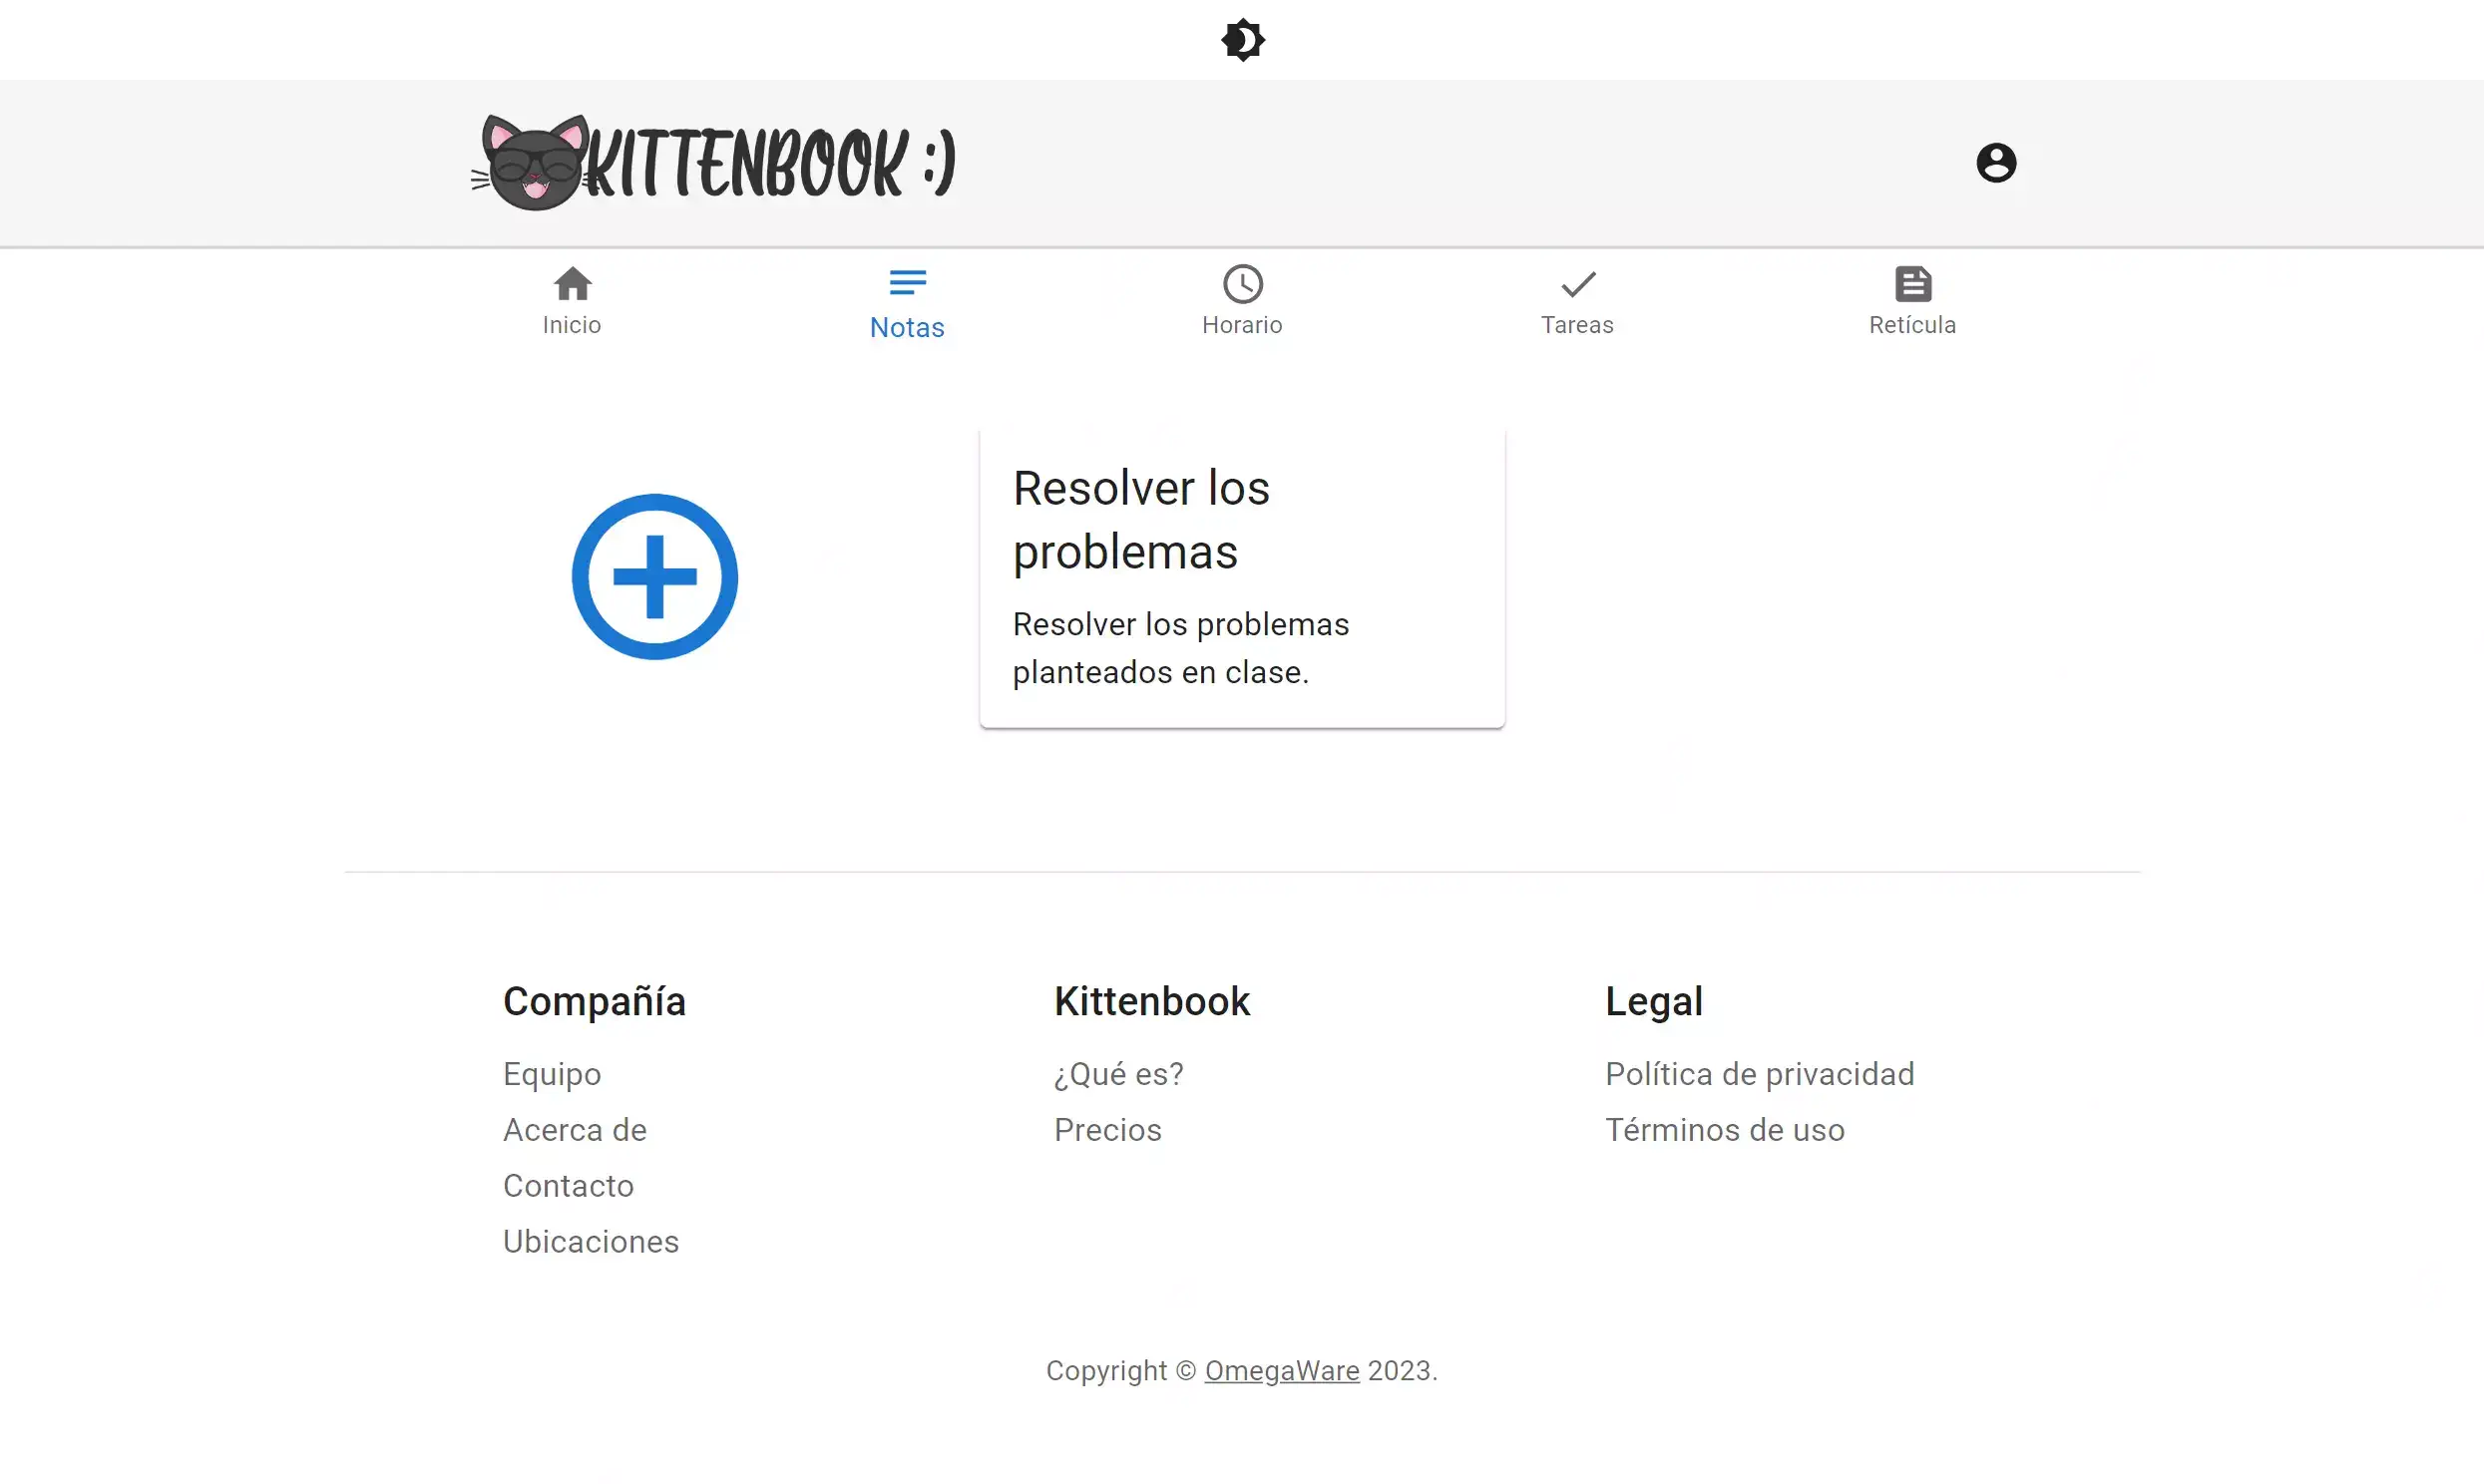 KITTENBOOK :)
Inicio
Notas
Horario
Tareas
Retícula
Resolver los
problemas
Resolver los problemas
planteados en clase.
Compañía
Equipo
Acerca de
Contacto
Ubicaciones
Kittenbook
¿Qué es?
Precios
Legal
Política de privacidad
Términos de uso
Copyright © OmegaWare 2023.